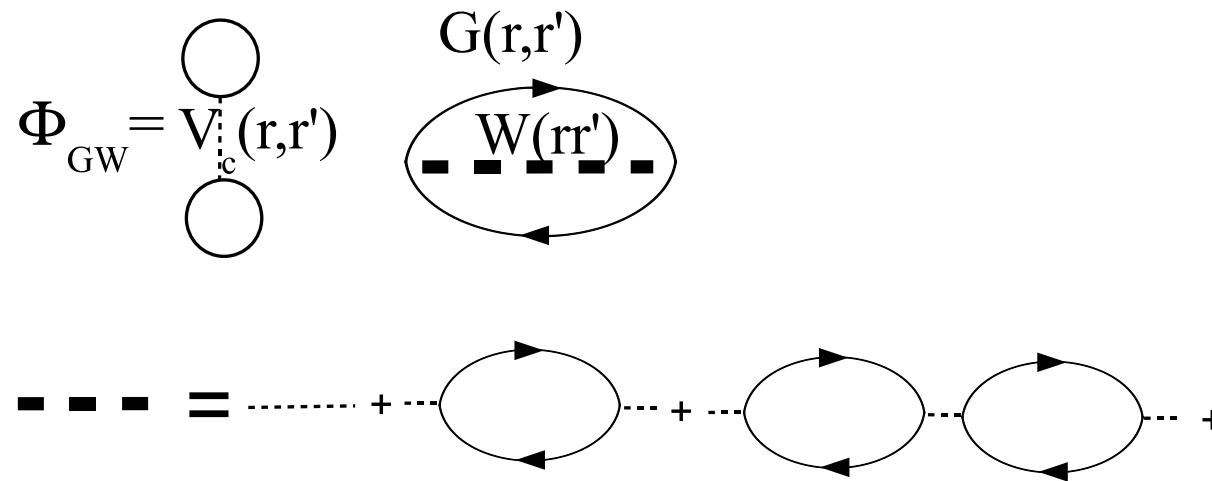 G(r,r')
Φ_GW = V_c (r,r') W(rr')
= + + +